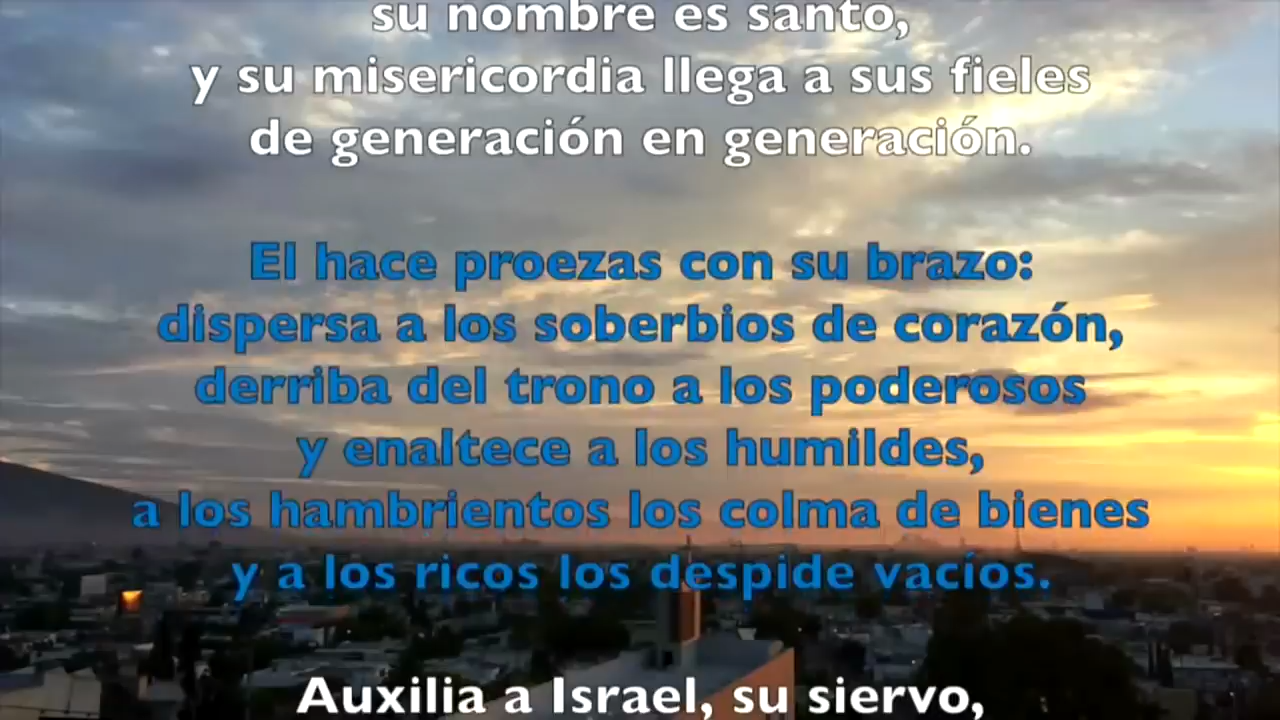 su nombre es santo,
y su misericordia llega a sus fieles
de generación en generación.
El hace proezas con su brazo:
dispersa a los soberbios de corazón,
derriba del trono a los poderosos
y enaltece a los humildes,
a los hambrientos los colma de bienes
y a los ricos los despide vacíos.
Auxilia a Israel, su siervo,